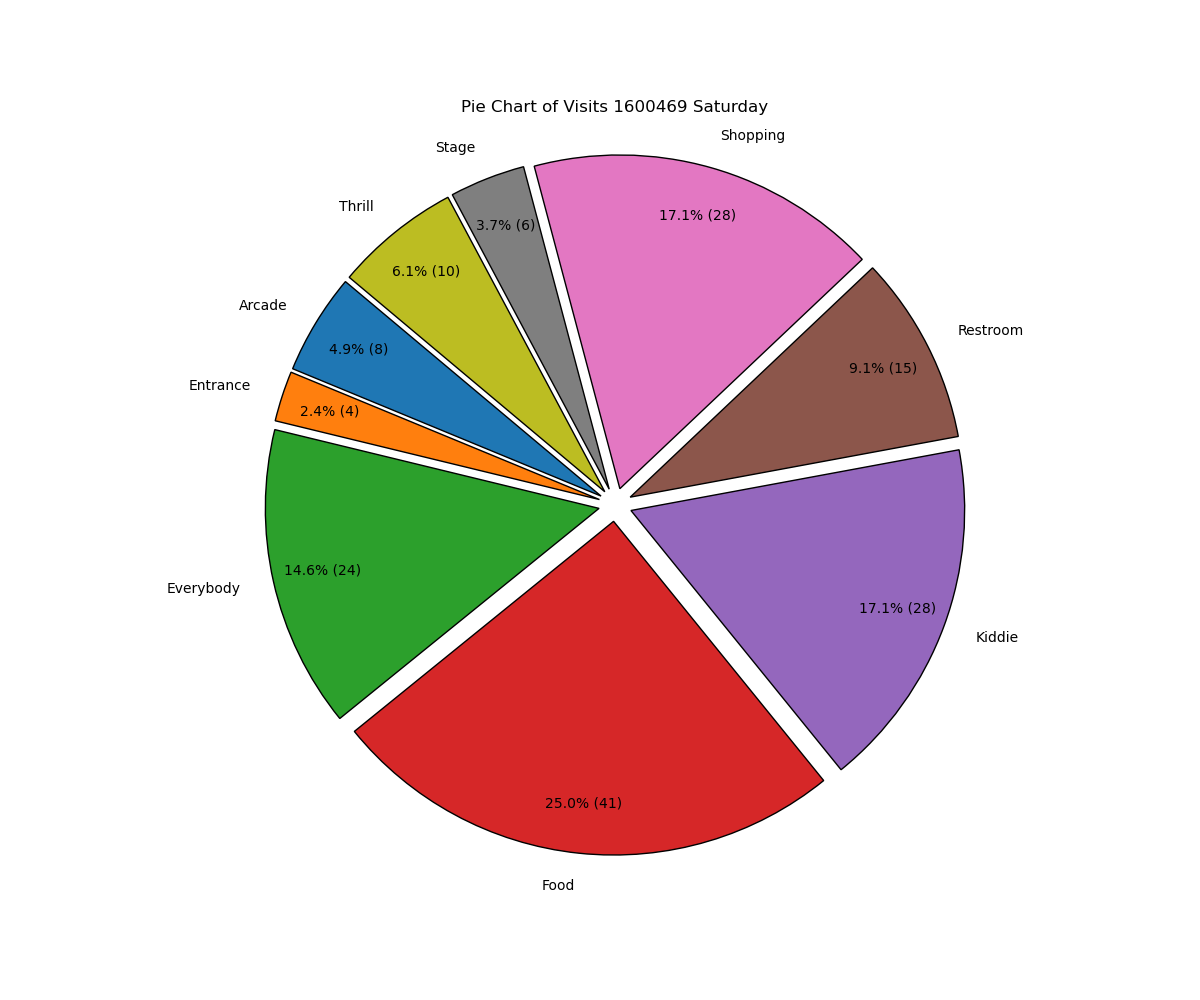 Pie Chart of Visits 1600469 Saturday
Shopping
Stage
Thrill
17.1% (28)
3.7% (6)
6.1% (10)
Arcade
Restroom
4.9% (8)
9.1% (15)
Entrance
2.4% (4)
14.6% (24)
Everybody
17.1% (28)
Kiddie
25.0% (41)
Food